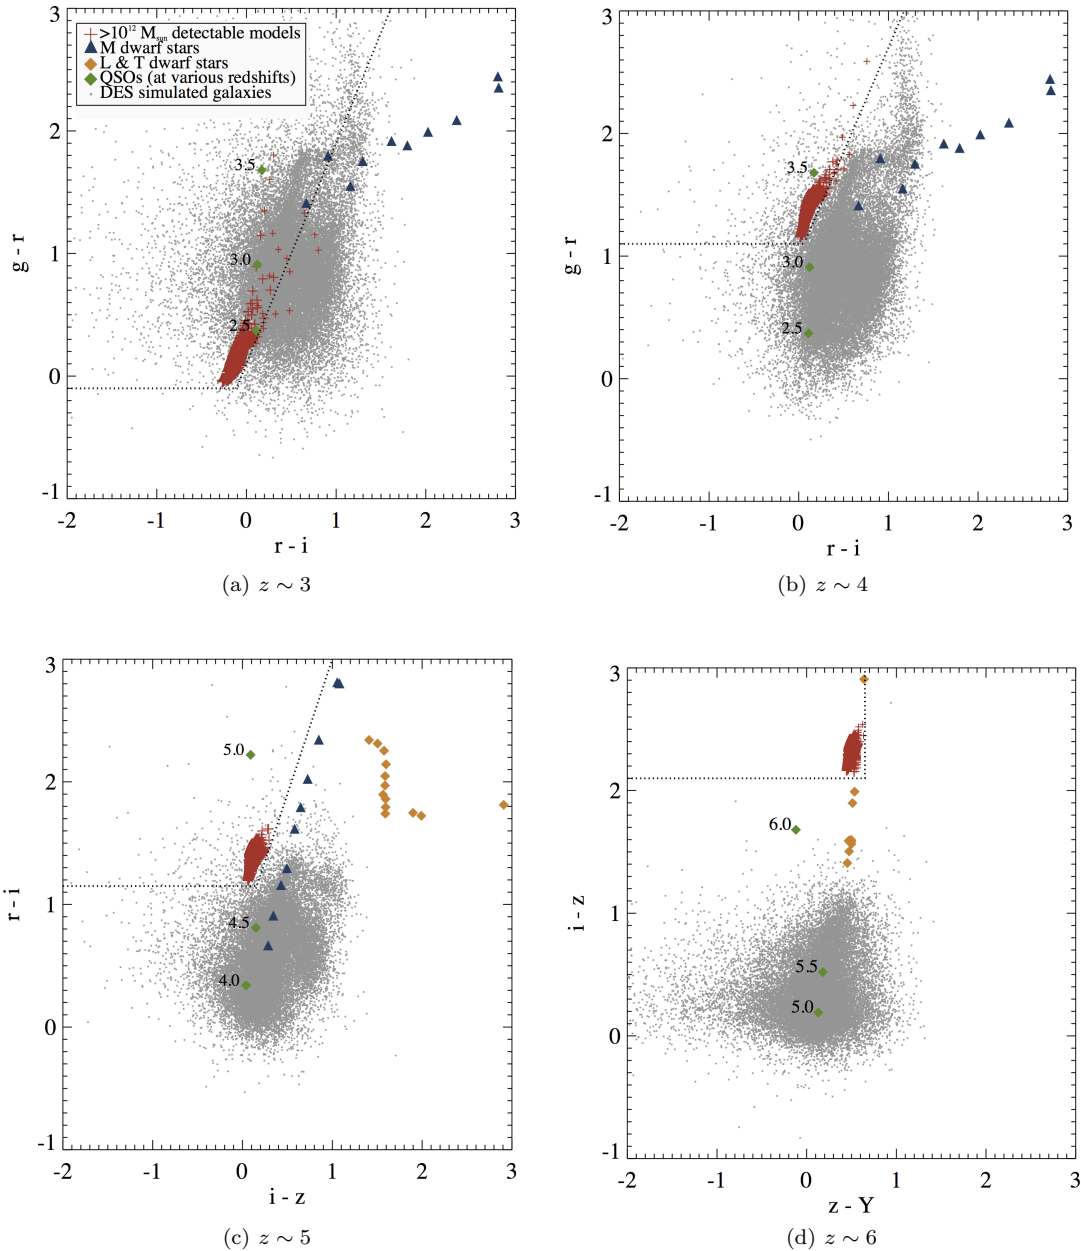 >10¹² Mₛᵤₙ detectable models
M dwarf stars
L & T dwarf stars
QSOs (at various redshifts)
DES simulated galaxies
3
2
1
0
-1
g - r
3.5
3.0
2.5
-2 -1 0 1 2 3
r - i
(a) z ∼ 3
3
2
1
0
-1
g - r
3.5
3.0
2.5
-2 -1 0 1 2 3
r - i
(b) z ∼ 4
3
2
1
0
-1
r - i
5.0
4.5
4.0
-2 -1 0 1 2 3
i - z
(c) z ∼ 5
3
2
1
0
-1
i - z
6.0
5.5
5.0
-2 -1 0 1 2 3
z - Y
(d) z ∼ 6